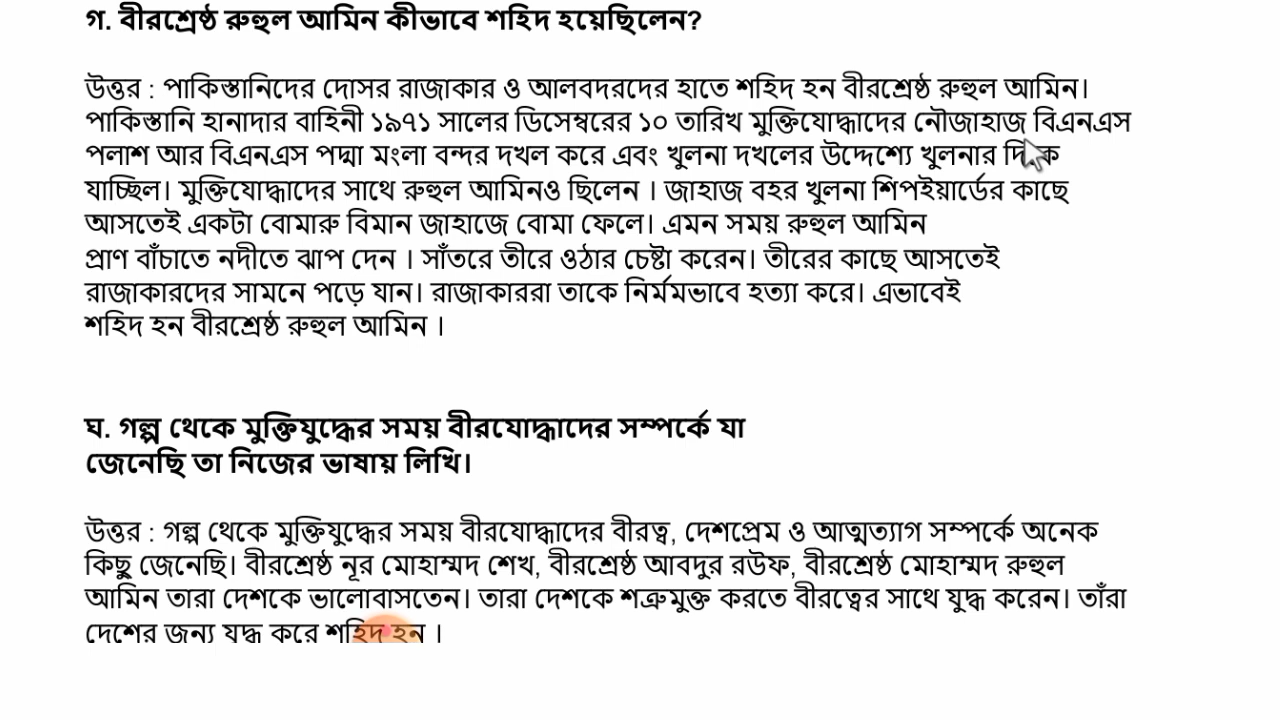 গ. বীরশ্রেষ্ঠ রুহুল আমিন কীভাবে শহিদ হয়েছিলেন?
উত্তর : পাকিস্তানিদের দোসর রাজাকার ও আলবদরদের হাতে শহিদ হন বীরশ্রেষ্ঠ রুহুল আমিন।
পাকিস্তানি হানাদার বাহিনী ১৯৭১ সালের ডিসেম্বরের ১০ তারিখ মুক্তিযোদ্ধাদের নৌজাহাজ বিএনএস
পলাশ আর বিএনএস পদ্মা মংলা বন্দর দখল করে এবং খুলনা দখলের উদ্দেশ্যে খুলনার দিকে
যাচ্ছিল। মুক্তিযোদ্ধাদের সাথে রুহুল আমিনও ছিলেন । জাহাজ বহর খুলনা শিপইয়ার্ডের কাছে
আসতেই একটা বোমারু বিমান জাহাজে বোমা ফেলে। এমন সময় রুহুল আমিন
প্রাণ বাঁচাতে নদীতে ঝাপ দেন । সাঁতরে তীরে ওঠার চেষ্টা করেন। তীরের কাছে আসতেই
রাজাকারদের সামনে পড়ে যান। রাজাকাররা তাকে নির্মমভাবে হত্যা করে। এভাবেই
শহিদ হন বীরশ্রেষ্ঠ রুহুল আমিন ।
ঘ. গল্প থেকে মুক্তিযুদ্ধের সময় বীরযোদ্ধাদের সম্পর্কে যা
জেনেছি তা নিজের ভাষায় লিখি।
উত্তর : গল্প থেকে মুক্তিযুদ্ধের সময় বীরযোদ্ধাদের বীরত্ব, দেশপ্রেম ও আত্মত্যাগ সম্পর্কে অনেক
কিছু জেনেছি। বীরশ্রেষ্ঠ নূর মোহাম্মদ শেখ, বীরশ্রেষ্ঠ আবদুর রউফ, বীরশ্রেষ্ঠ মোহাম্মদ রুহুল
আমিন তারা দেশকে ভালোবাসতেন। তারা দেশকে শত্রুমুক্ত করতে বীরত্বের সাথে যুদ্ধ করেন। তাঁরা
দেশের জন্য যুদ্ধ করে শহিদ হন ।